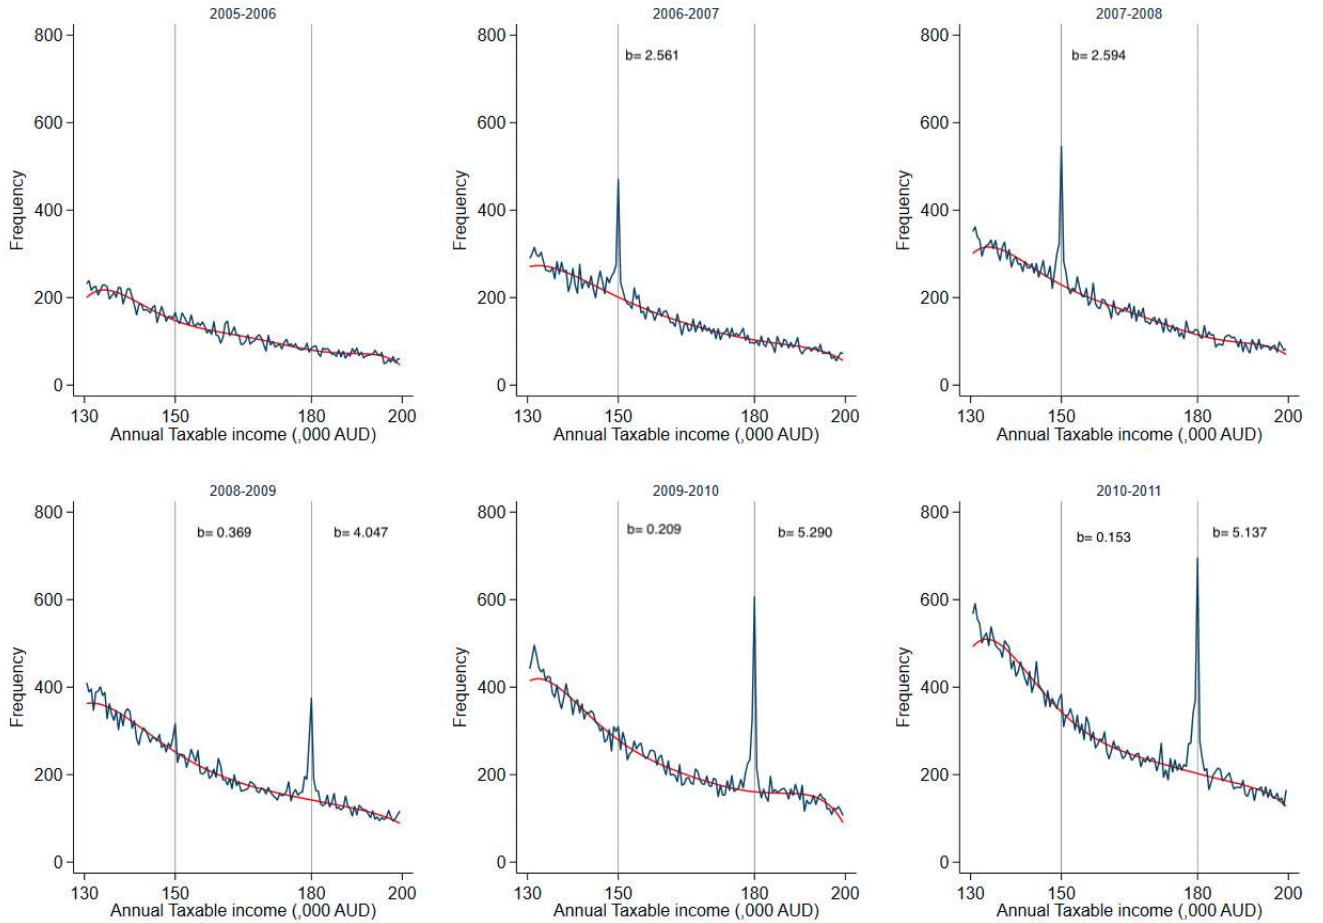 2005-2006
800
600
400
200
0
Frequency
130 150 180 200
Annual Taxable income (,000 AUD)
2006-2007
b= 2.561
800
600
400
200
0
Frequency
130 150 180 200
Annual Taxable income (,000 AUD)
2007-2008
b= 2.594
800
600
400
200
0
Frequency
130 150 180 200
Annual Taxable income (,000 AUD)
2008-2009
b= 0.369 b= 4.047
800
600
400
200
0
Frequency
130 150 180 200
Annual Taxable income (,000 AUD)
2009-2010
b= 0.209 b= 5.290
800
600
400
200
0
Frequency
130 150 180 200
Annual Taxable income (,000 AUD)
2010-2011
b= 0.153 b= 5.137
800
600
400
200
0
Frequency
130 150 180 200
Annual Taxable income (,000 AUD)